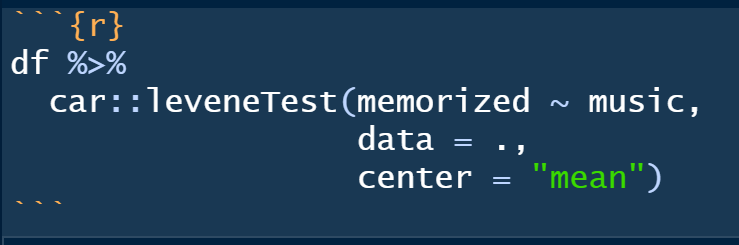 ```{r}
df %>%
  car::leveneTest(memorized ~ music,
                  data = .,
                  center = "mean")
```